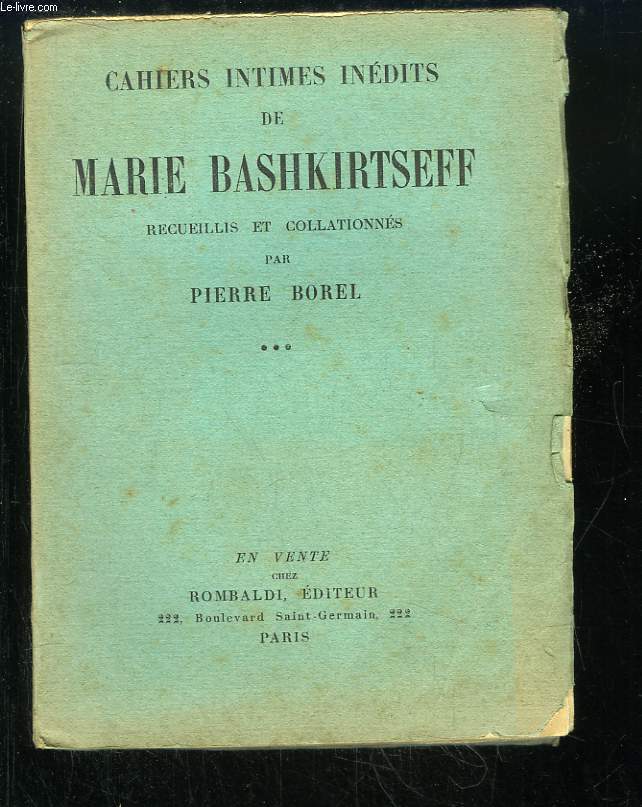 Le-livre.com
CAHIERS INTIMES INÉDITS
DE
MARIE BASHKIRTSEFF
RECUEILLIS ET COLLATIONNÉS
PAR
PIERRE BOREL
•••
EN VENTE
CHEZ
ROMBALDI, ÉDITEUR
222, Boulevard Saint-Germain, 222
PARIS